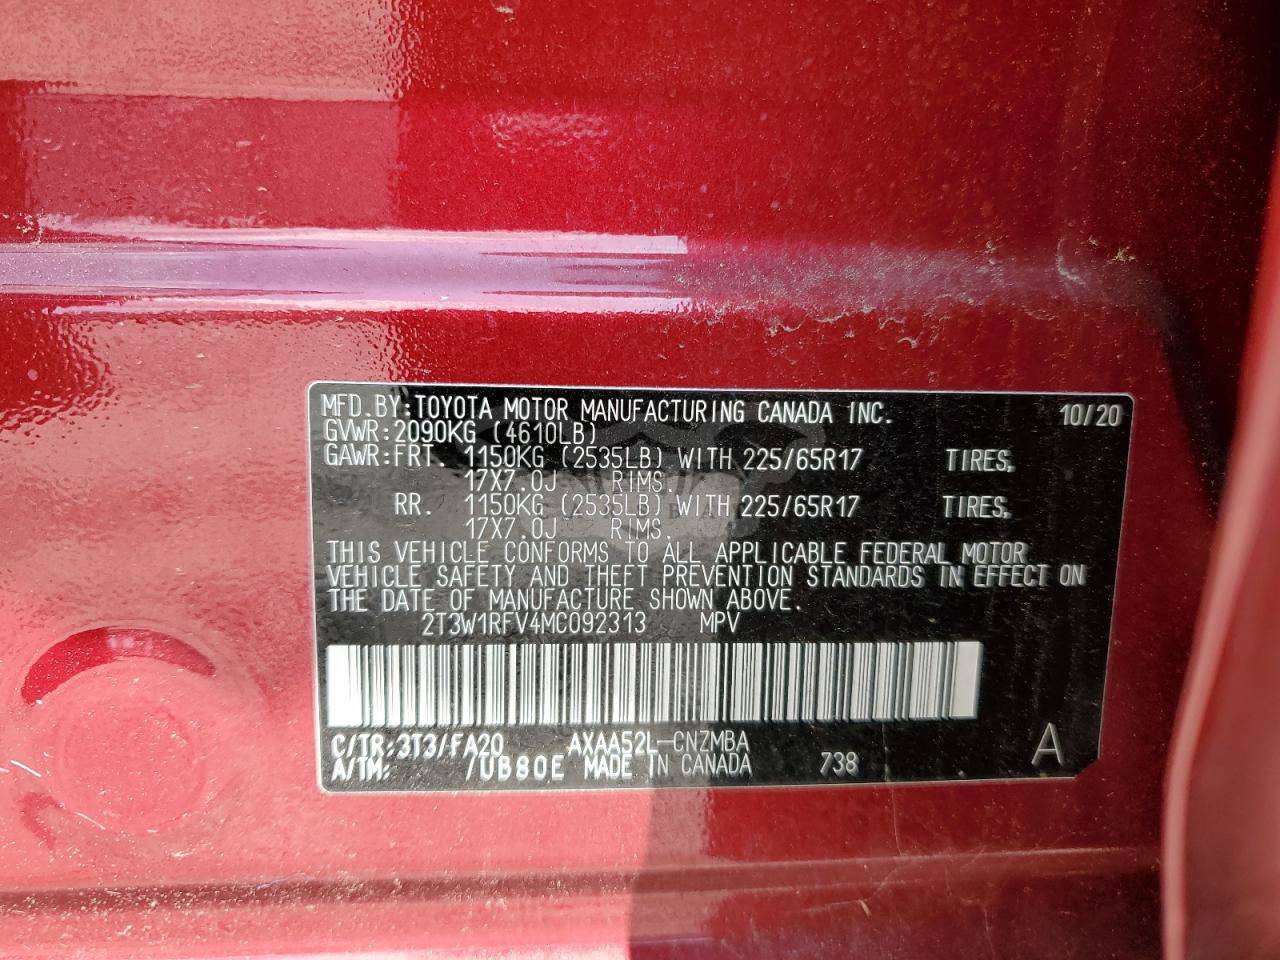 MFD.BY:TOYOTA MOTOR MANUFACTURING CANADA INC. 10/20
GVWR:2090KG (4610LB)
GAWR:FRT. 1150KG (2535LB) WITH 225/65R17 TIRES,
17X7.0J RIMS.
RR. 1150KG (2535LB) WITH 225/65R17 TIRES,
17X7.0J RIMS.
THIS VEHICLE CONFORMS TO ALL APPLICABLE FEDERAL MOTOR
VEHICLE SAFETY AND THEFT PREVENTION STANDARDS IN EFFECT ON
THE DATE OF MANUFACTURE SHOWN ABOVE.
2T3W1RFV4MC092313 MPV
C/TR:3T3/FA20 AXAA52L-CNZMBA A
A/TM: /UB80E MADE IN CANADA 738